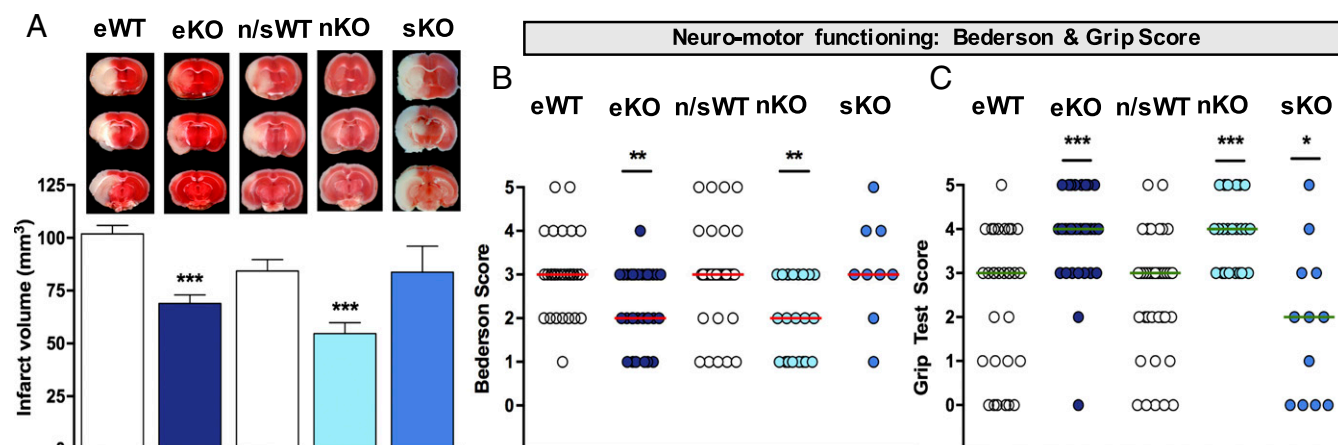 A
eWT eKO n/sWT nKO sKO
Infarct volume (mm3)
125
100
75
50
25
0
***
***
Neuro-motor functioning: Bederson & Grip Score
B
eWT eKO n/sWT nKO sKO
** **
Bederson Score
5
4
3
2
1
0
C
eWT eKO n/sWT nKO sKO
*** *** *
Grip Test Score
5
4
3
2
1
0